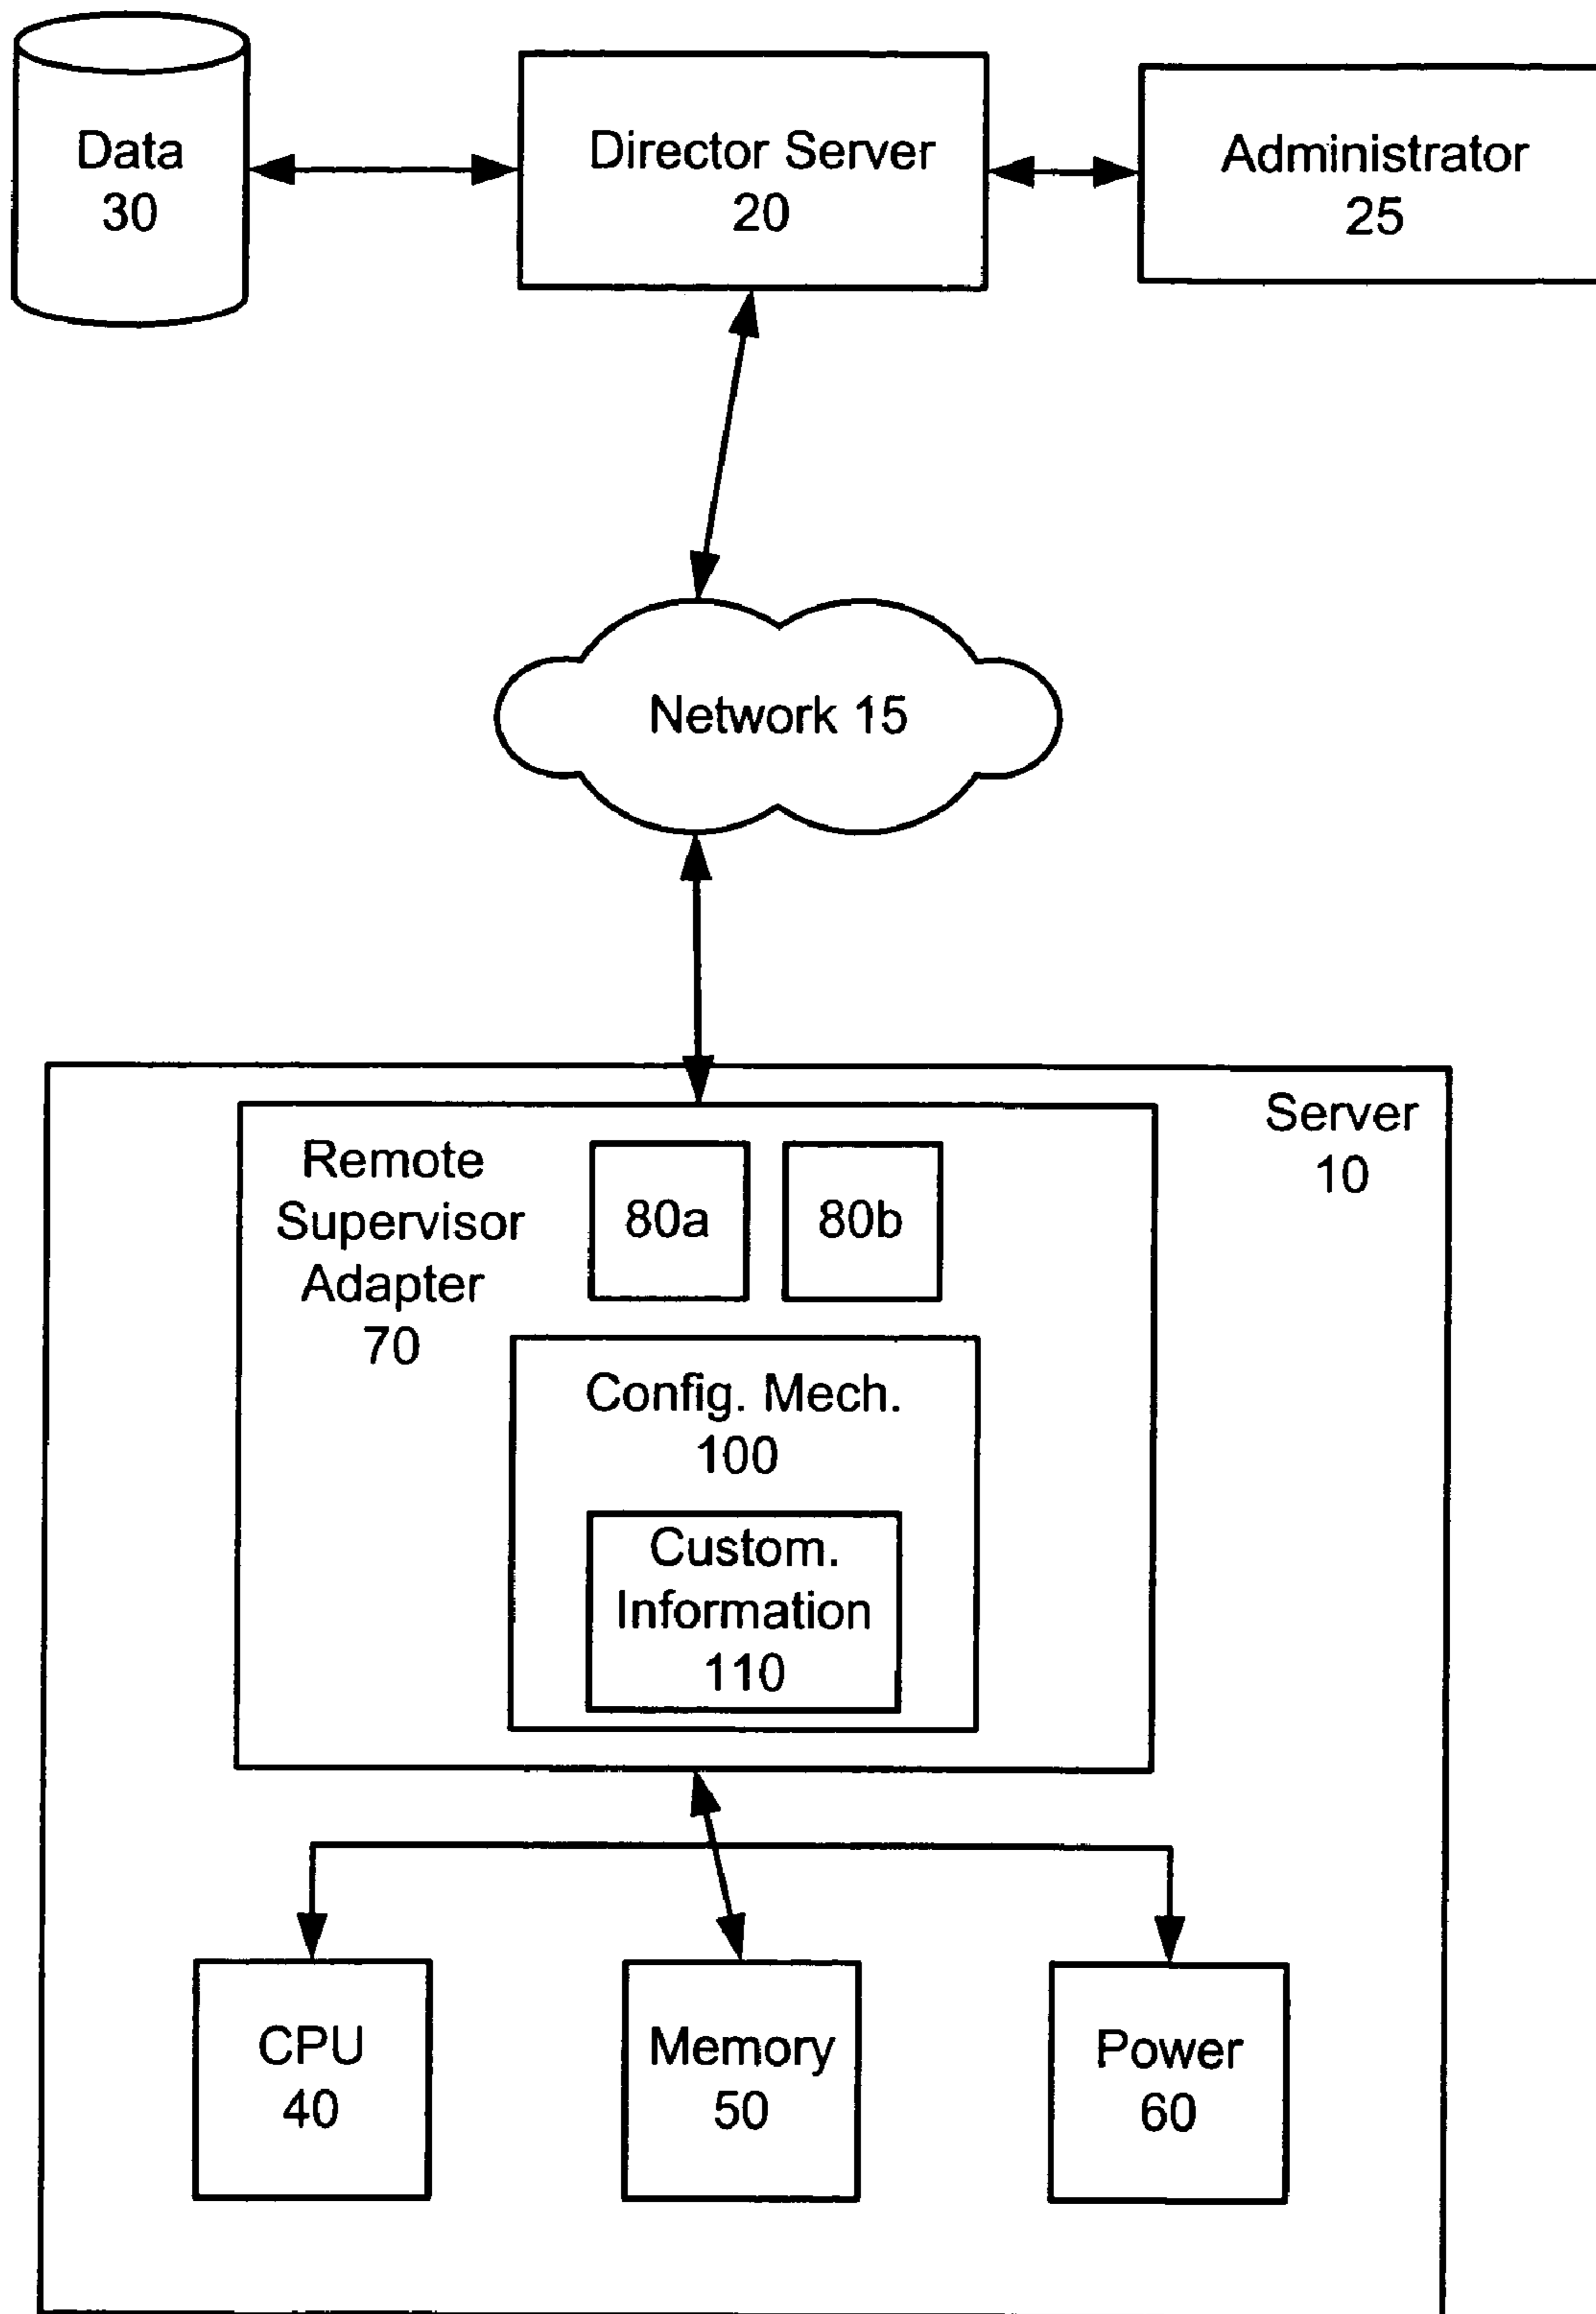 Data
30
Director Server
20
Administrator
25
Network 15
Server
10
Remote
Supervisor
Adapter
70
80a
80b
Config. Mech.
100
Custom.
Information
110
CPU
40
Memory
50
Power
60